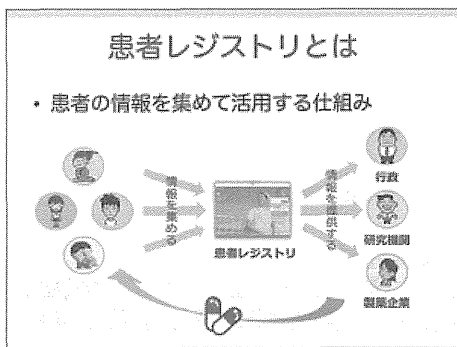 患者レジストリとは
・患者の情報を集めて活用する仕組み
情報を集める
患者レジストリ
情報を提供する
行政
研究機関
製薬企業